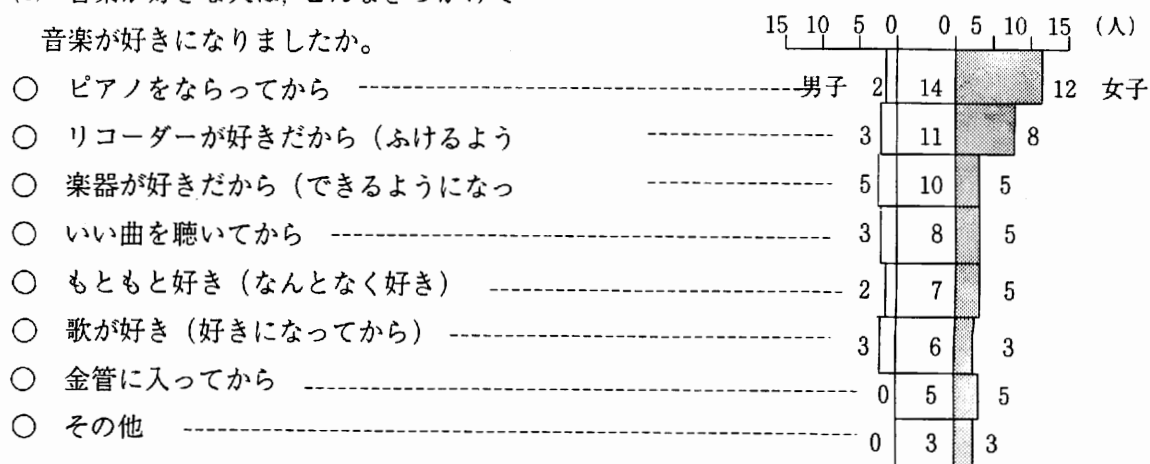 音楽が好きになりましたか。
15 10 5 0 0 5 10 15 (人)
○ ピアノをならってから 男子 2 14 12 女子
○ リコーダーが好きだから(ふけるよう 3 11 8
○ 楽器が好きだから(できるようになっ 5 10 5
○ いい曲を聴いてから 3 8 5
○ もともと好き(なんとなく好き) 2 7 5
○ 歌が好き(好きになってから) 3 6 3
○ 金管に入ってから 0 5 5
○ その他 0 3 3